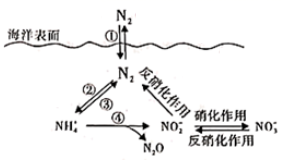 N₂
海洋表面
①
N₂
②
③
反硝化作用
NH₄⁺
④
NO₂⁻
硝化作用
反硝化作用
NO₃⁻
N₂O